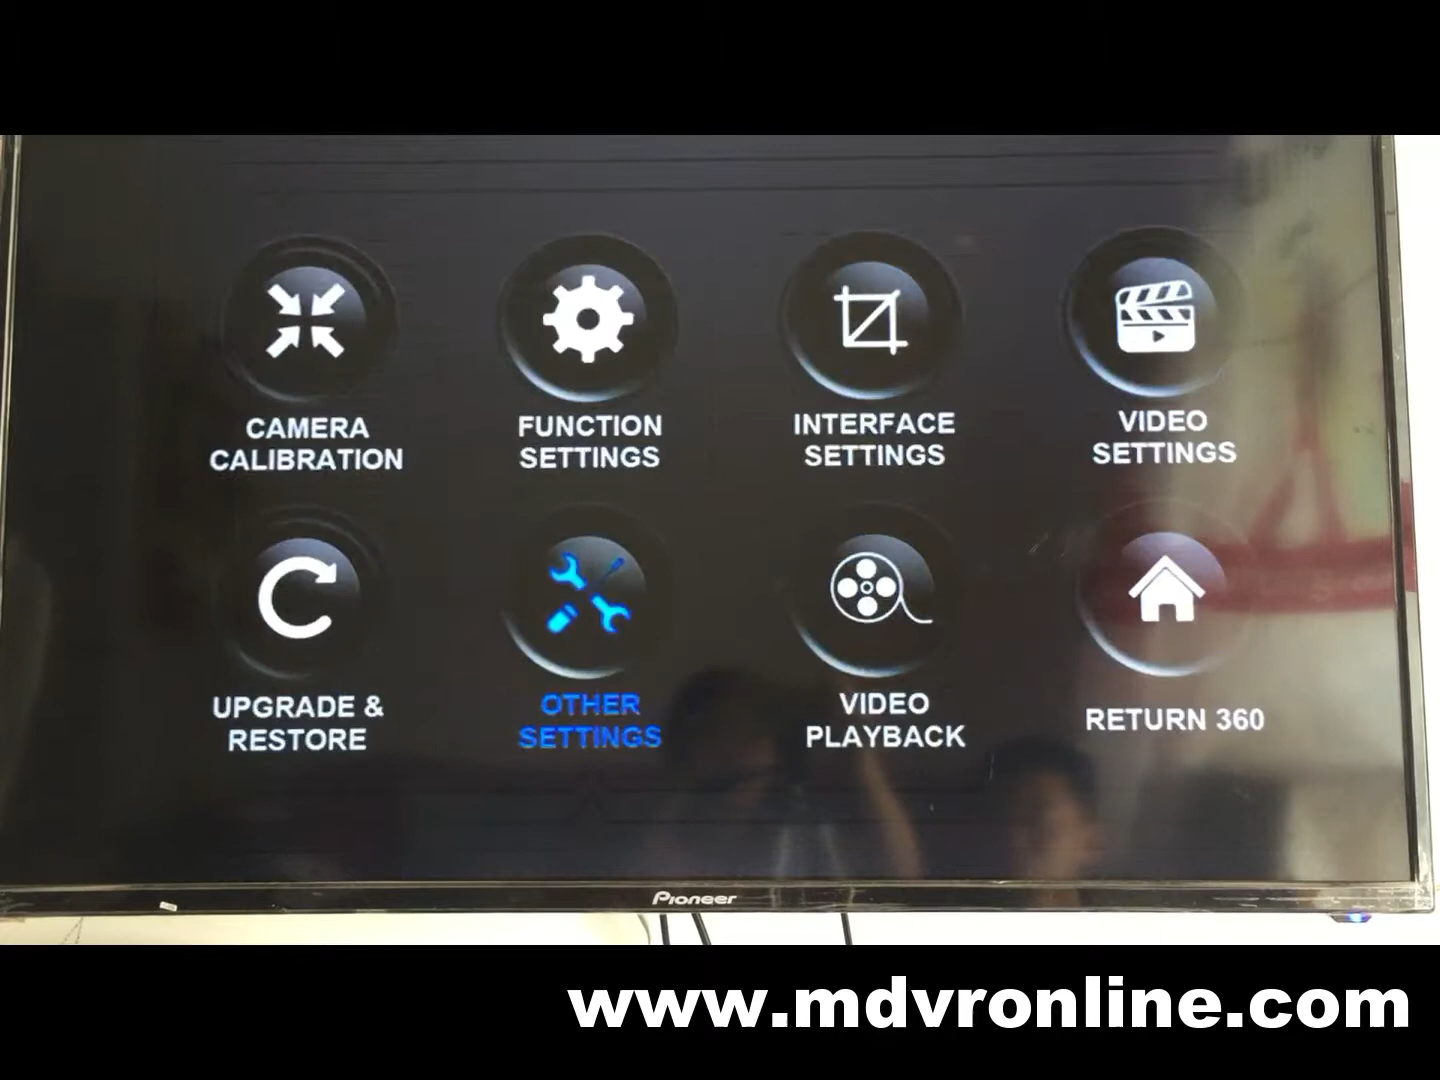 CAMERA
CALIBRATION
FUNCTION
SETTINGS
INTERFACE
SETTINGS
VIDEO
SETTINGS
UPGRADE &
RESTORE
OTHER
SETTINGS
VIDEO
PLAYBACK
RETURN 360
Pioneer
www.mdvronline.com